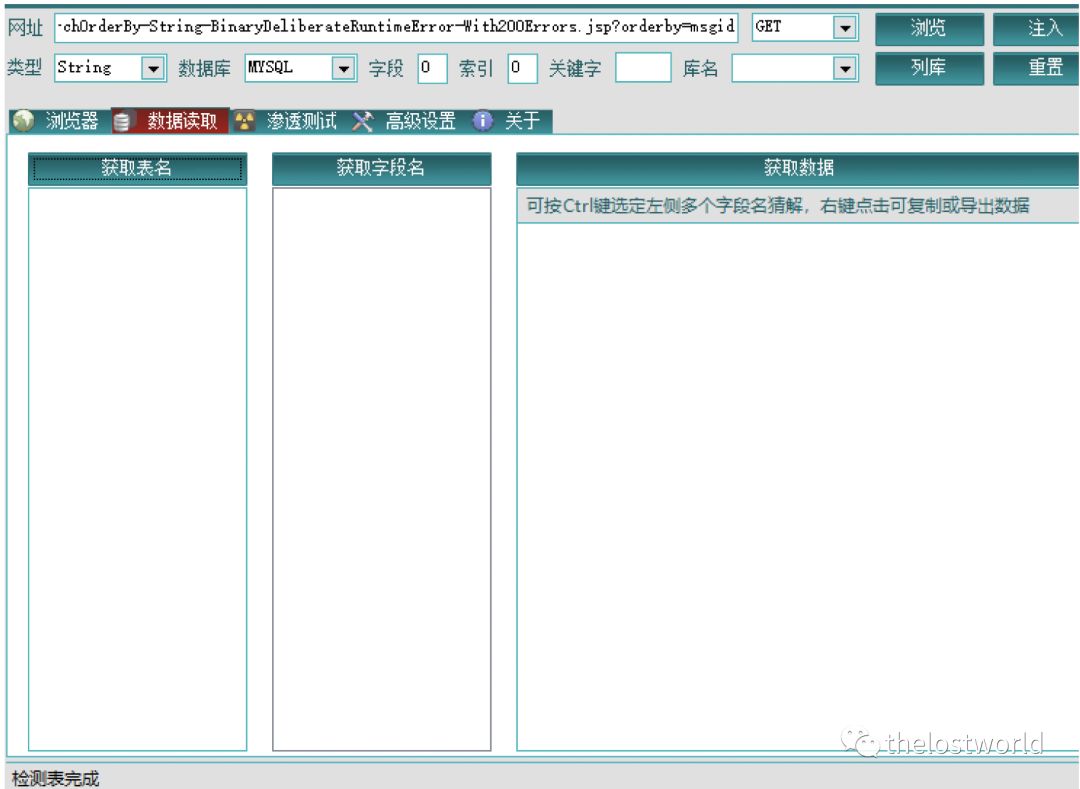 网址 -chOrderBy-String-BinaryDeliberateRuntimeError-With200Errors.jsp?orderby=msgid GET 浏览 注入
类型 String 数据库 MYSQL 字段 0 索引 0 关键字 库名 列库 重置
浏览器 数据读取 渗透测试 高级设置 关于
获取表名 获取字段名 获取数据
可按Ctrl键选定左侧多个字段名猜解，右键点击可复制或导出数据
thelostworld
检测表完成